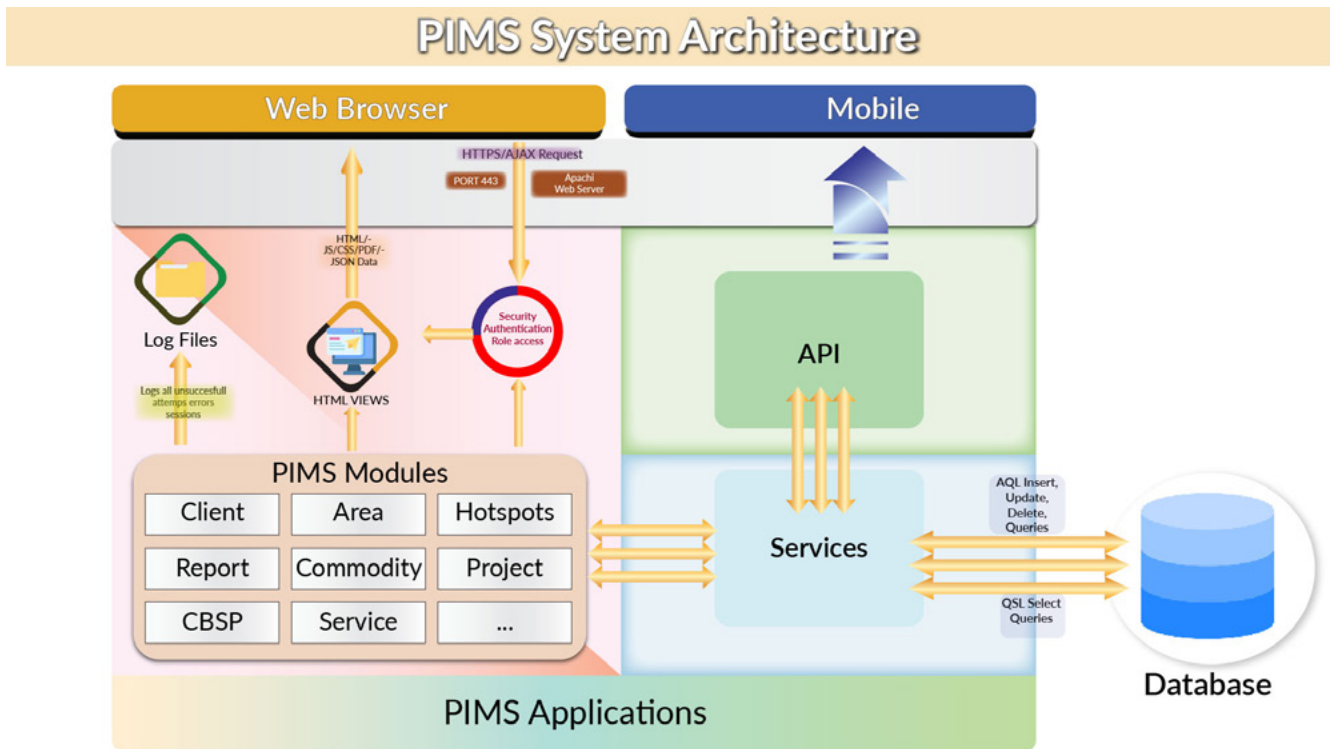 PIMS System Architecture
Web Browser
Mobile
HTTPS/AJAX Request
PORT 443
Apachi
Web Server
HTML/-
JS/CSS/PDF/-
JSON Data
Log Files
Security
Authentication
Role access
HTML VIEWS
Logs all unsuccesfull
attemps errors
sessions
API
PIMS Modules
Client
Area
Hotspots
Report
Commodity
Project
CBSP
Service
...
Services
AQL Insert,
Update,
Delete,
Queries
QSL Select
Queries
Database
PIMS Applications